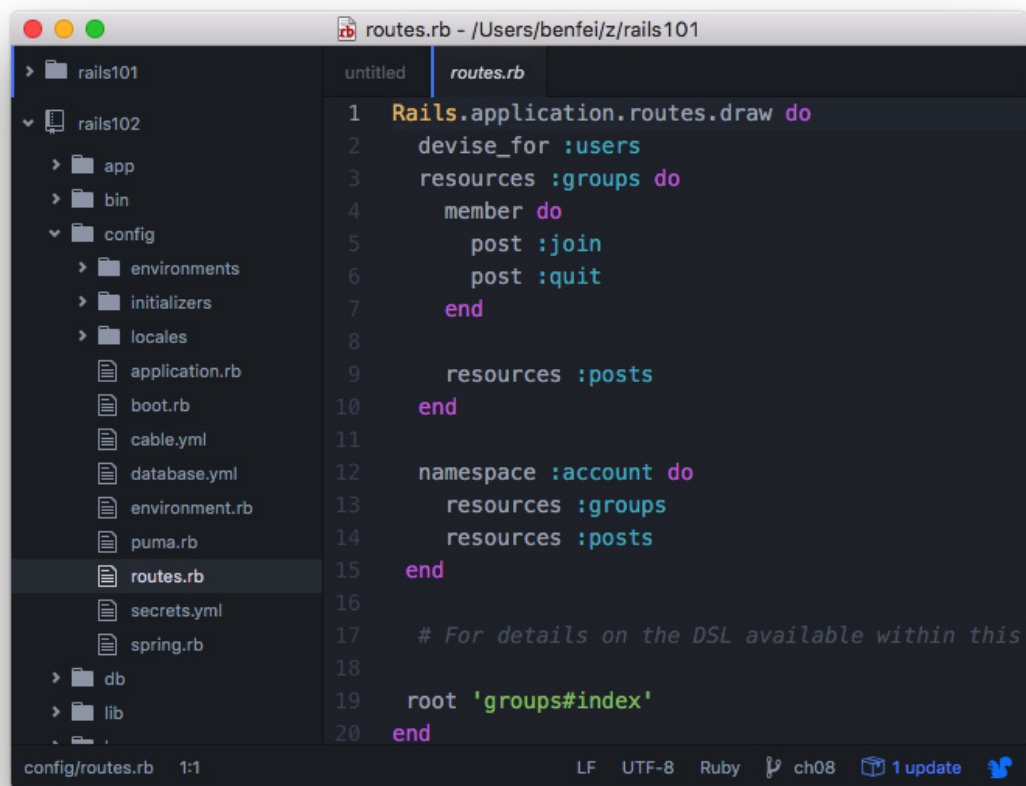 routes.rb - /Users/benfei/z/rails101
rails101
rails102
app
bin
config
environments
initializers
locales
application.rb
boot.rb
cable.yml
database.yml
environment.rb
puma.rb
routes.rb
secrets.yml
spring.rb
db
lib
untitled
routes.rb
1 Rails.application.routes.draw do
2   devise_for :users
3   resources :groups do
4     member do
5       post :join
6       post :quit
7     end
8
9     resources :posts
10   end
11
12   namespace :account do
13     resources :groups
14     resources :posts
15  end
16
17   # For details on the DSL available within this
18
19  root 'groups#index'
20 end
config/routes.rb 1:1
LF UTF-8 Ruby ch08 1 update